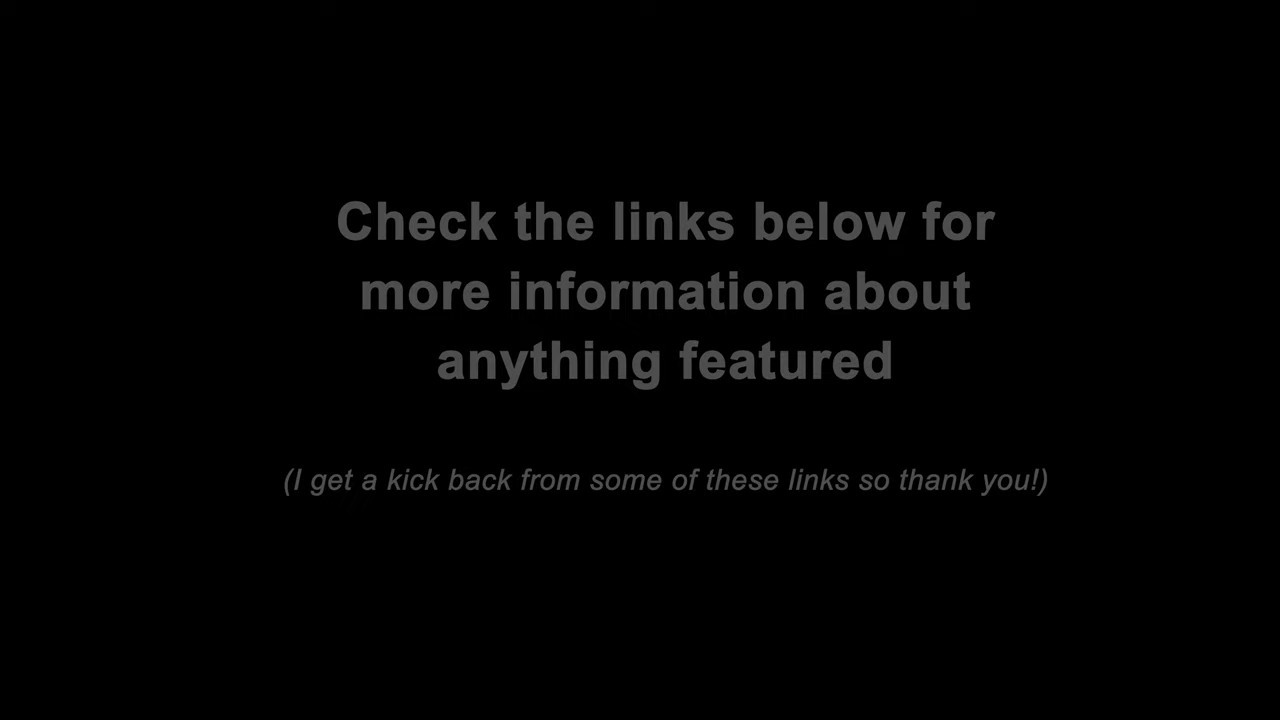 Check the links below for
more information about
anything featured
(I get a kick back from some of these links so thank you!)